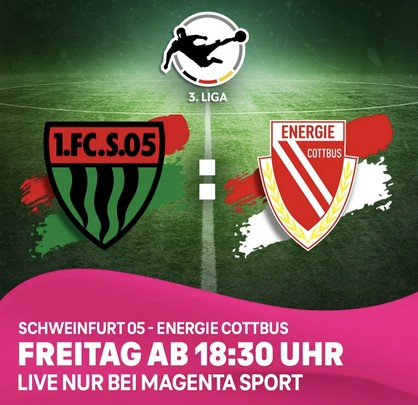 3. LIGA
1.FC.S.05
ENERGIE
COTTBUS
:
SCHWEINFURT 05 - ENERGIE COTTBUS
FREITAG AB 18:30 UHR
LIVE NUR BEI MAGENTA SPORT